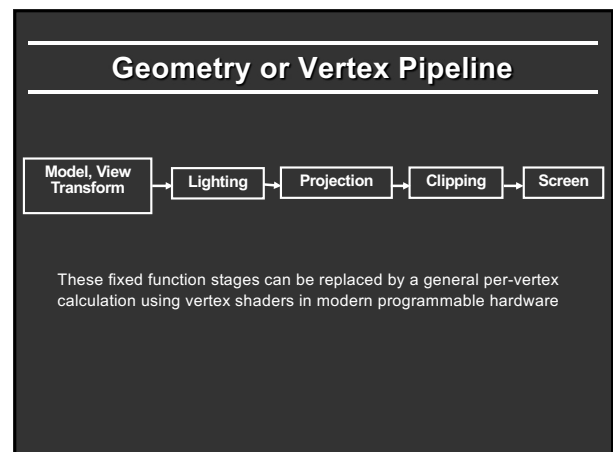 Geometry or Vertex Pipeline
Model, View
Transform
Lighting
Projection
Clipping
Screen
These fixed function stages can be replaced by a general per-vertex
calculation using vertex shaders in modern programmable hardware